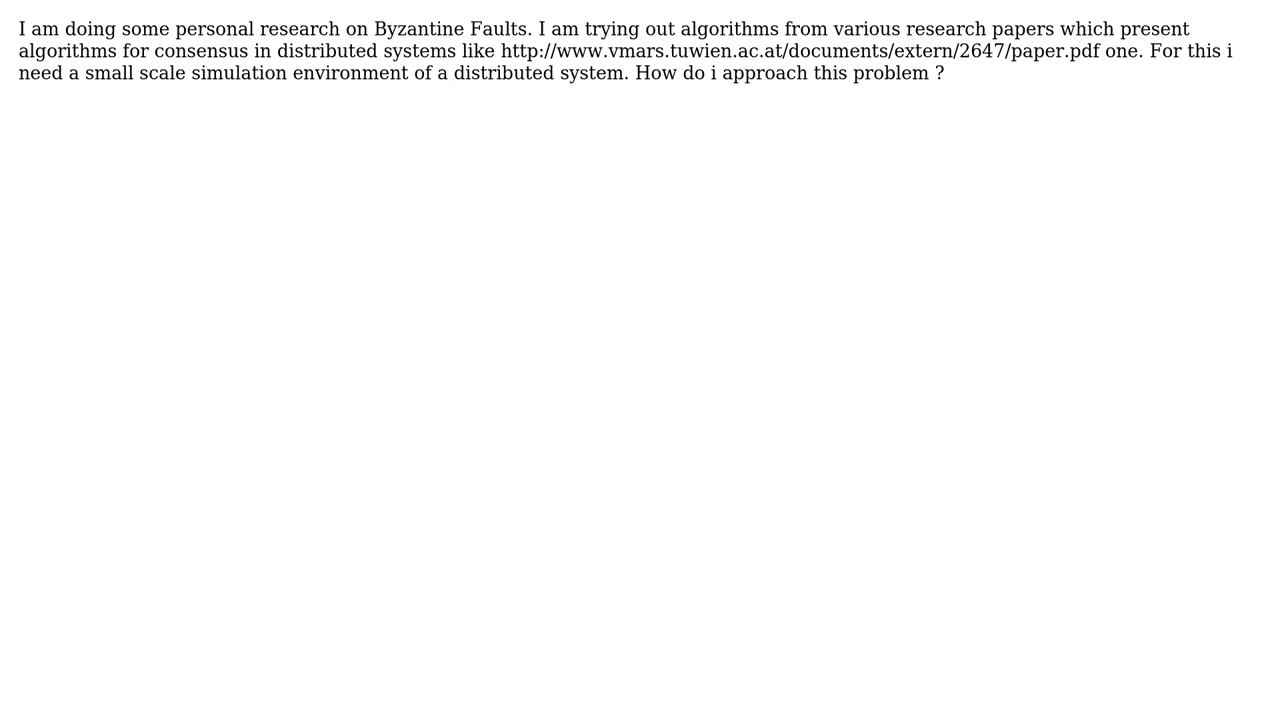 I am doing some personal research on Byzantine Faults. I am trying out algorithms from various research papers which present
algorithms for consensus in distributed systems like http://www.vmars.tuwien.ac.at/documents/extern/2647/paper.pdf one. For this i
need a small scale simulation environment of a distributed system. How do i approach this problem ?